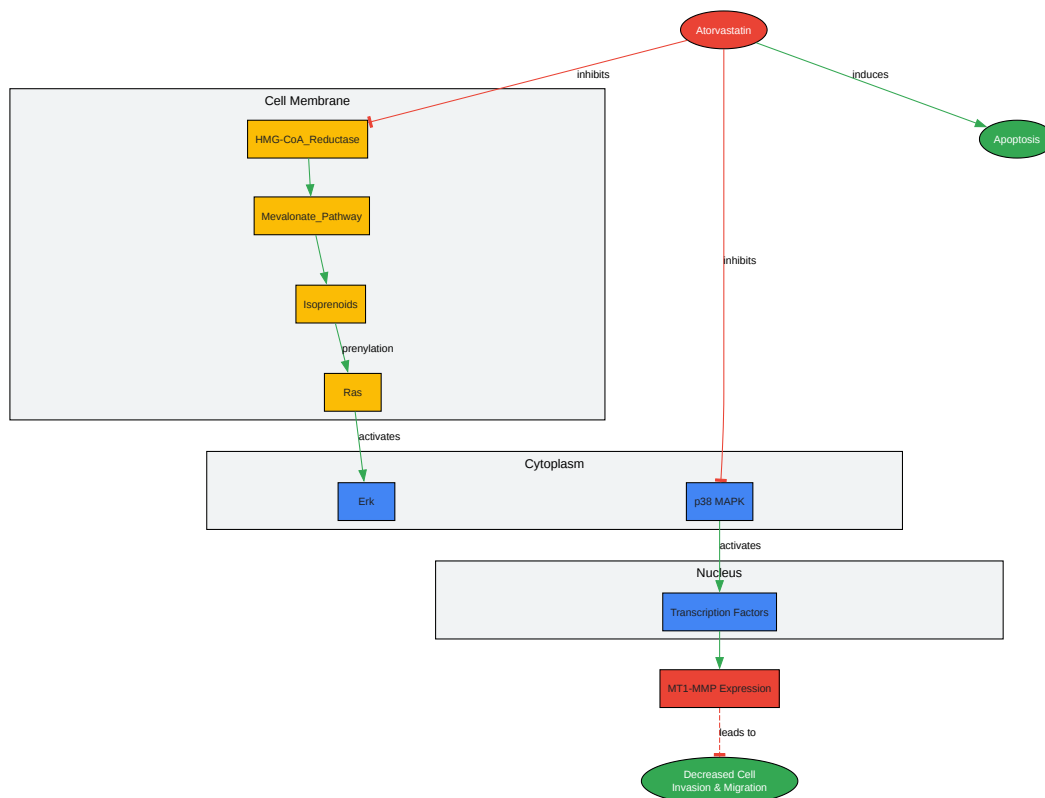 Atorvastatin
inhibits
induces
Cell Membrane
HMG-CoA_Reductase
Apoptosis
Mevalonate_Pathway
inhibits
Isoprenoids
prenylation
Ras
activates
Cytoplasm
Erk
p38 MAPK
activates
Nucleus
Transcription Factors
MT1-MMP Expression
leads to
Decreased Cell
Invasion & Migration